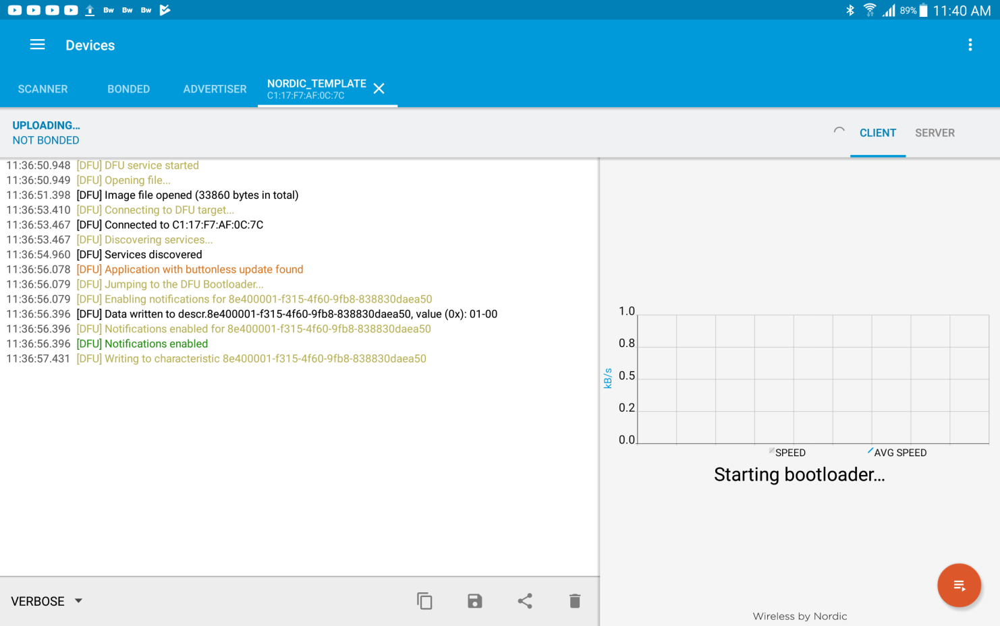 Bw Bw Bw 89% 11:40 AM
Devices
SCANNER BONDED ADVERTISER NORDIC_TEMPLATE
C1:17:F7:AF:0C:7C
UPLOADING...
NOT BONDED
CLIENT SERVER
11:36:50.948 [DFU] DFU service started
11:36:50.949 [DFU] Opening file...
11:36:51.398 [DFU] Image file opened (33860 bytes in total)
11:36:53.410 [DFU] Connecting to DFU target...
11:36:53.467 [DFU] Connected to C1:17:F7:AF:0C:7C
11:36:53.467 [DFU] Discovering services...
11:36:54.960 [DFU] Services discovered
11:36:56.078 [DFU] Application with buttonless update found
11:36:56.079 [DFU] Jumping to the DFU Bootloader...
11:36:56.079 [DFU] Enabling notifications for 8e400001-f315-4f60-9fb8-838830daea50
11:36:56.396 [DFU] Data written to descr.8e400001-f315-4f60-9fb8-838830daea50, value (0x): 01-00
11:36:56.396 [DFU] Notifications enabled for 8e400001-f315-4f60-9fb8-838830daea50
11:36:56.396 [DFU] Notifications enabled
11:36:57.431 [DFU] Writing to characteristic 8e400001-f315-4f60-9fb8-838830daea50
1.0
0.8
kB/s
0.5
0.2
0.0
SPEED AVG SPEED
Starting bootloader...
VERBOSE
Wireless by Nordic